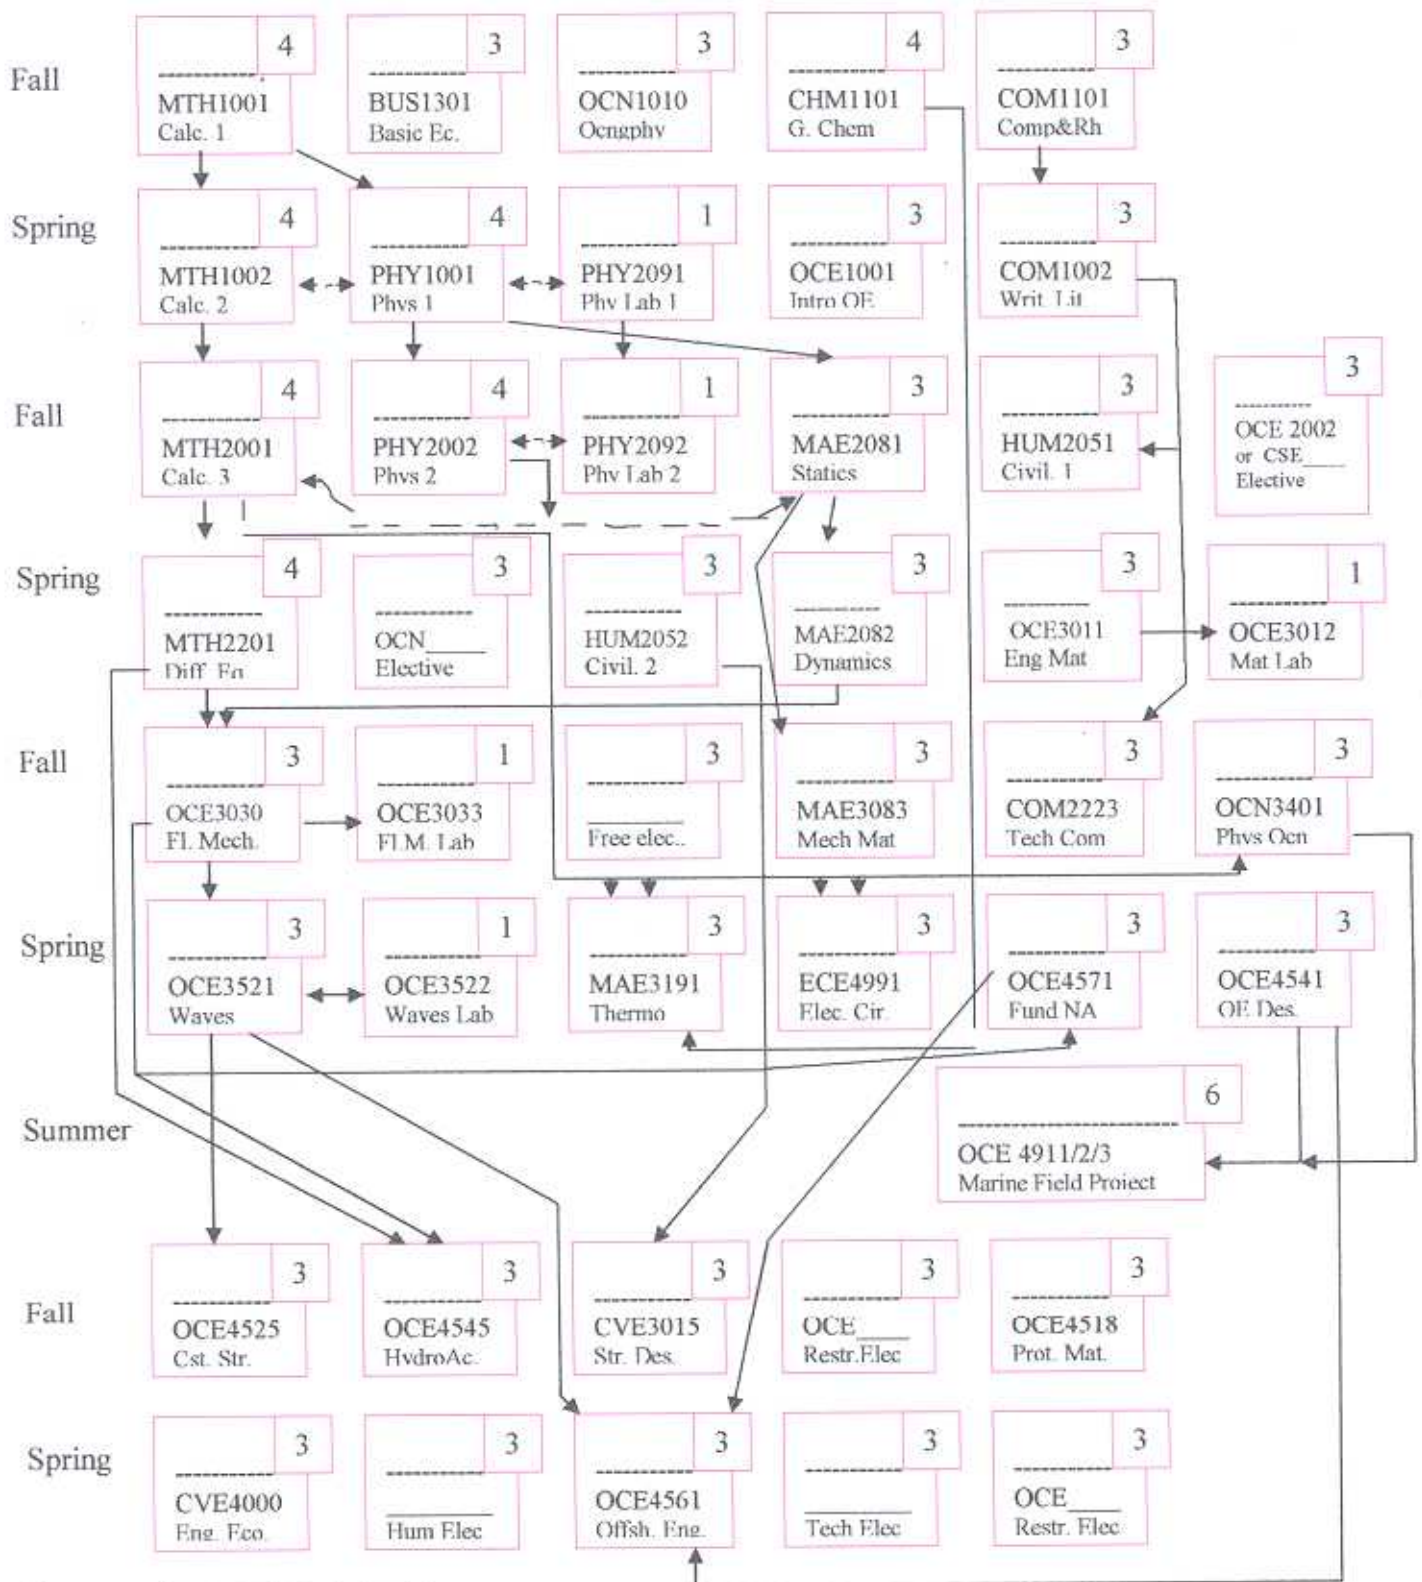 4
3
3
4
3
Fall
MTH1001
Calc. 1
BUS1301
Basic Ec.
OCN1010
Ocngphy
CHM1101
G. Chem
COM1101
Comp&Rh
4
4
1
3
3
Spring
MTH1002
Calc. 2
PHY1001
Phys 1
PHY2091
Phy Lab 1
OCE1001
Intro OE
COM1002
Writ. Lit
4
4
1
3
3
3
Fall
MTH2001
Calc. 3
PHY2002
Phys 2
PHY2092
Phy Lab 2
MAE2081
Statics
HUM2051
Civil. 1
OCE 2002
or CSE____
Elective
4
3
3
3
3
1
Spring
MTH2201
Diff. Eq
OCN_____
Elective
HUM2052
Civil. 2
MAE2082
Dynamics
OCE3011
Eng Mat
OCE3012
Mat Lab
3
1
3
3
3
3
Fall
OCE3030
Fl. Mech.
OCE3033
Fl.M. Lab
Free elec..
MAE3083
Mech Mat
COM2223
Tech Com
OCN3401
Phys Ocn
3
1
3
3
3
3
Spring
OCE3521
Waves
OCE3522
Waves Lab
MAE3191
Thermo
ECE4991
Elec. Cir.
OCE4571
Fund NA
OCE4541
OE Des.
6
Summer
OCE 4911/2/3
Marine Field Project
3
3
3
3
3
Fall
OCE4525
Cst. Str.
OCE4545
HydroAc.
CVE3015
Str. Des.
OCE____
Restr.Elec
OCE4518
Prot. Mat.
3
3
3
3
3
Spring
CVE4000
Eng. Eco.
Hum Elec
OCE4561
Offsh. Eng.
Tech Elec
OCE____
Restr. Elec